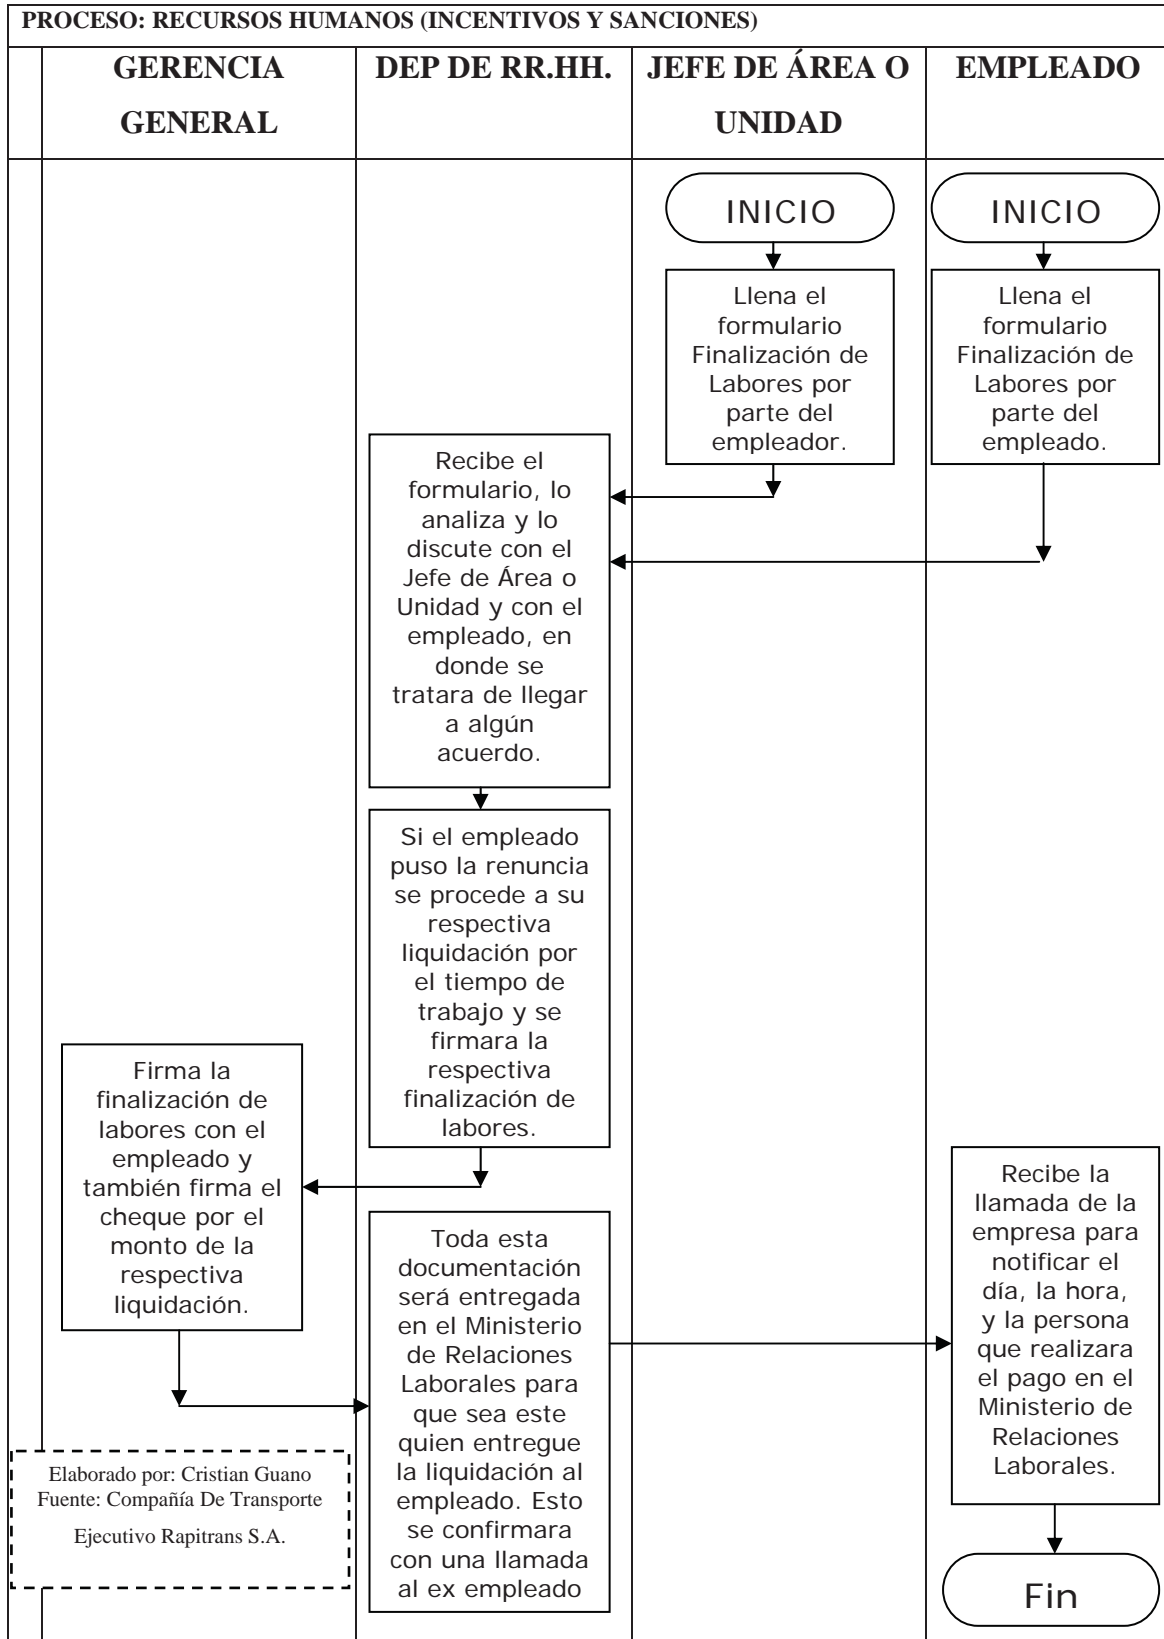 PROCESO: RECURSOS HUMANOS (INCENTIVOS Y SANCIONES)
GERENCIA
GENERAL
DEP DE RR.HH.
JEFE DE ÁREA O
UNIDAD
EMPLEADO
INICIO
INICIO
Llena el
formulario
Finalización de
Labores por
parte del
empleador.
Llena el
formulario
Finalización de
Labores por
parte del
empleado.
Recibe el
formulario, lo
analiza y lo
discute con el
Jefe de Área o
Unidad y con el
empleado, en
donde se
tratara de llegar
a algún
acuerdo.
Si el empleado
puso la renuncia
se procede a su
respectiva
liquidación por
el tiempo de
trabajo y se
firmara la
respectiva
finalización de
labores.
Firma la
finalización de
labores con el
empleado y
también firma el
cheque por el
monto de la
respectiva
liquidación.
Toda esta
documentación
será entregada
en el Ministerio
de Relaciones
Laborales para
que sea este
quien entregue
la liquidación al
empleado. Esto
se confirmara
con una llamada
al ex empleado
Recibe la
llamada de la
empresa para
notificar el
día, la hora,
y la persona
que realizara
el pago en el
Ministerio de
Relaciones
Laborales.
Fin
Elaborado por: Cristian Guano
Fuente: Compañía De Transporte
Ejecutivo Rapitrans S.A.